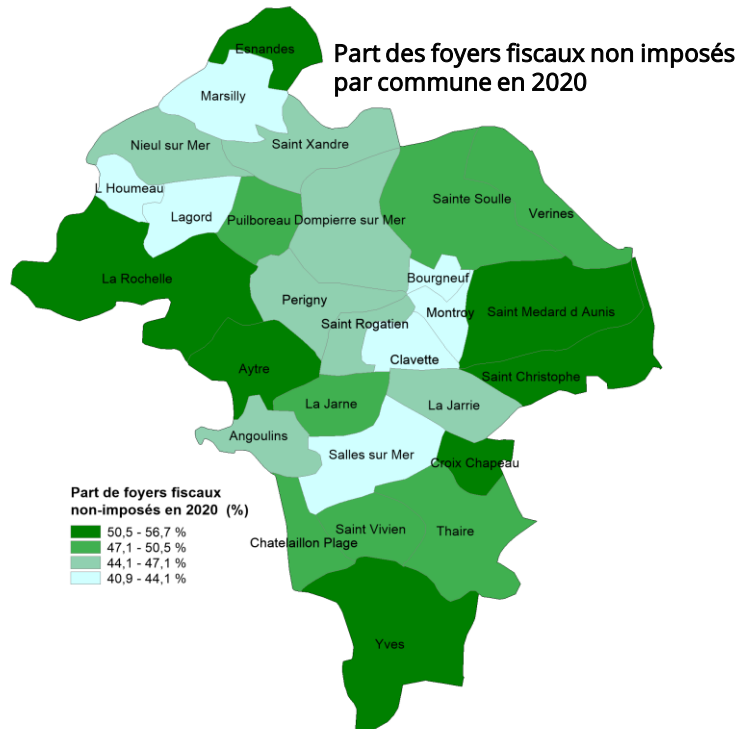 Esnandes
Part des foyers fiscaux non imposés
par commune en 2020
Marsilly
Nieul sur Mer
Saint Xandre
L Houmeau
Lagord
Puilboreau
Dompierre sur Mer
Sainte Soulle
Verines
La Rochelle
Bourgneuf
Perigny
Saint Rogatien
Montroy
Saint Medard d Aunis
Clavette
Aytre
Saint Christophe
La Jarne
La Jarrie
Angoulins
Salles sur Mer
Croix Chapeau
Part de foyers fiscaux
non-imposés en 2020 (%)
50,5 - 56,7 %
47,1 - 50,5 %
44,1 - 47,1 %
40,9 - 44,1 %
Saint Vivien
Thaire
Chatelaillon Plage
Yves